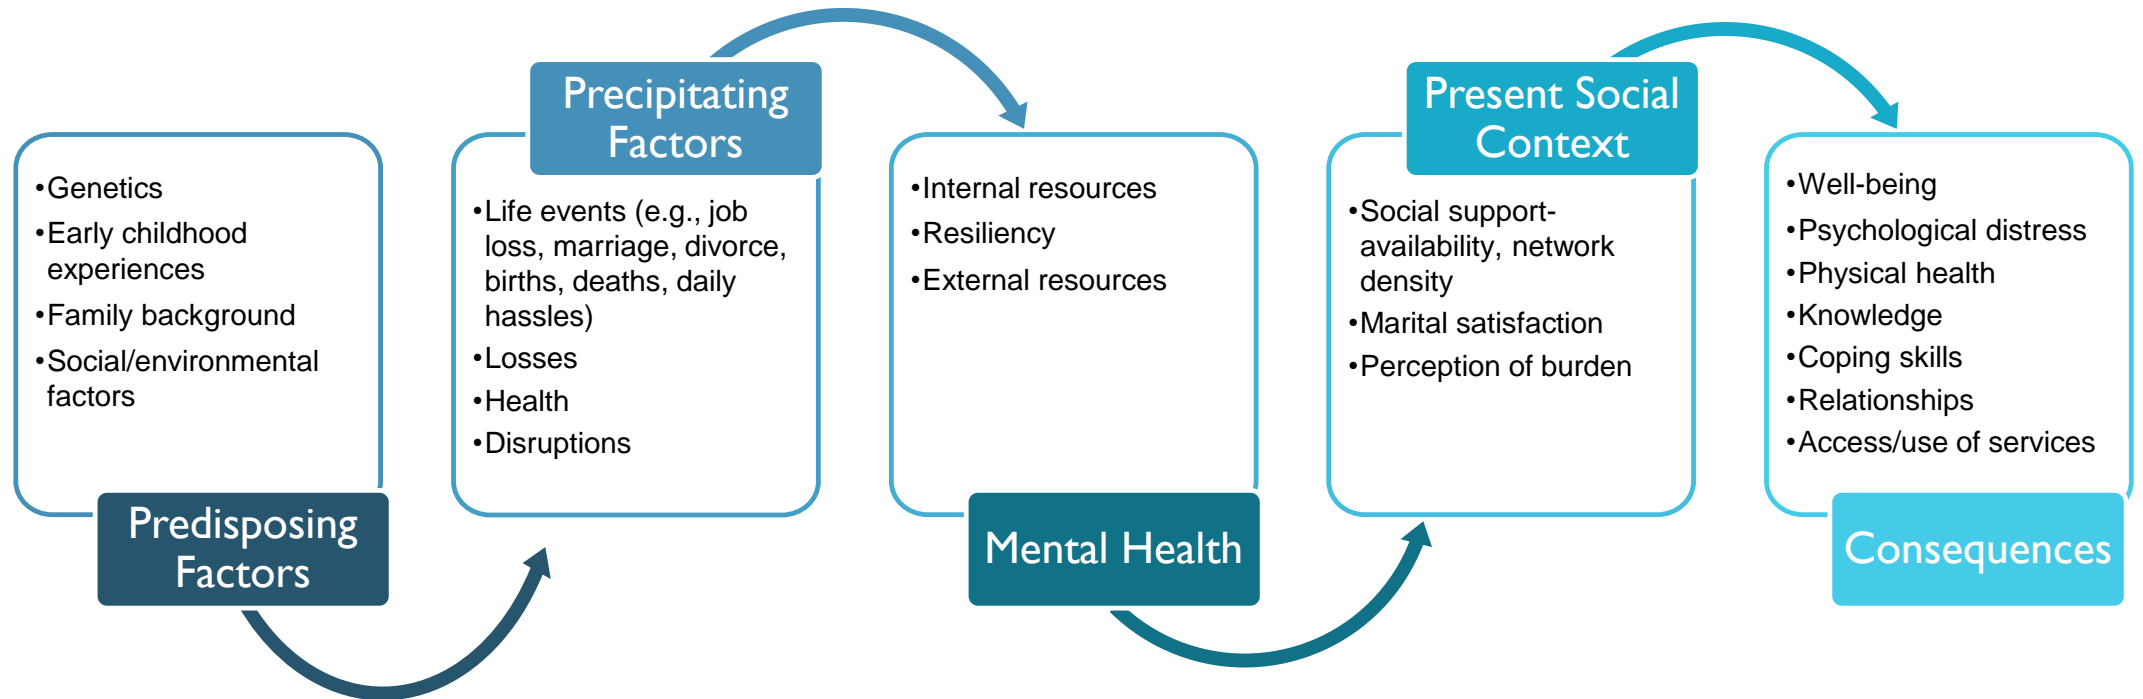 •Genetics
•Early childhood
experiences
•Family background
•Social/environmental
factors
Predisposing
Factors
Precipitating
Factors
•Life events (e.g., job
loss, marriage, divorce,
births, deaths, daily
hassles)
•Losses
•Health
•Disruptions
•Internal resources
•Resiliency
•External resources
Mental Health
Present Social
Context
•Social support-
availability, network
density
•Marital satisfaction
•Perception of burden
•Well-being
•Psychological distress
•Physical health
•Knowledge
•Coping skills
•Relationships
•Access/use of services
Consequences